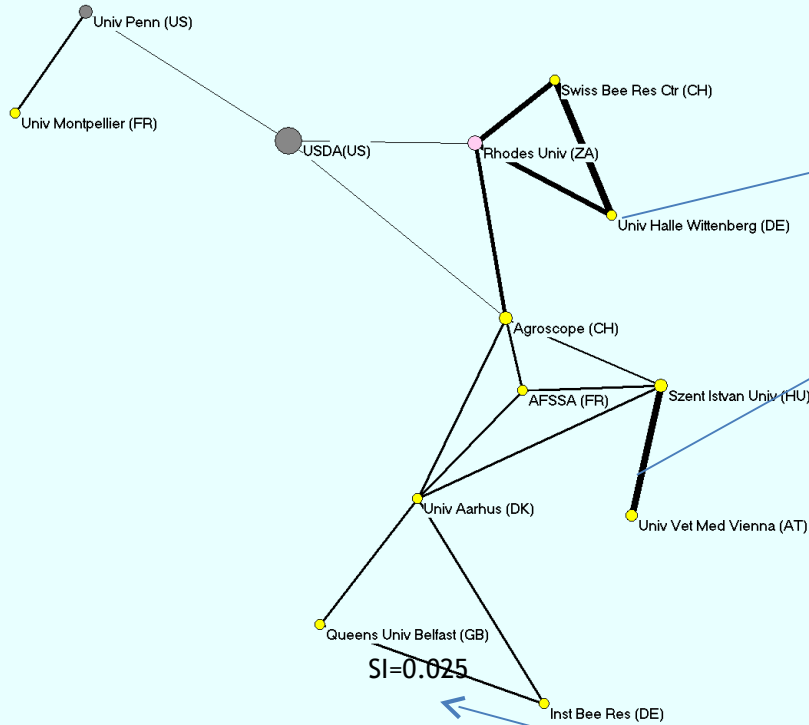 Univ Penn (US)
Swiss Bee Res Ctr (CH)
Univ Montpellier (FR)
USDA(US)
Rhodes Univ (ZA)
Univ Halle Wittenberg (DE)
Agroscope (CH)
AFSSA (FR)
Szent Istvan Univ (HU)
Univ Aarhus (DK)
Univ Vet Med Vienna (AT)
Queens Univ Belfast (GB)
SI=0.025
Inst Bee Res (DE)